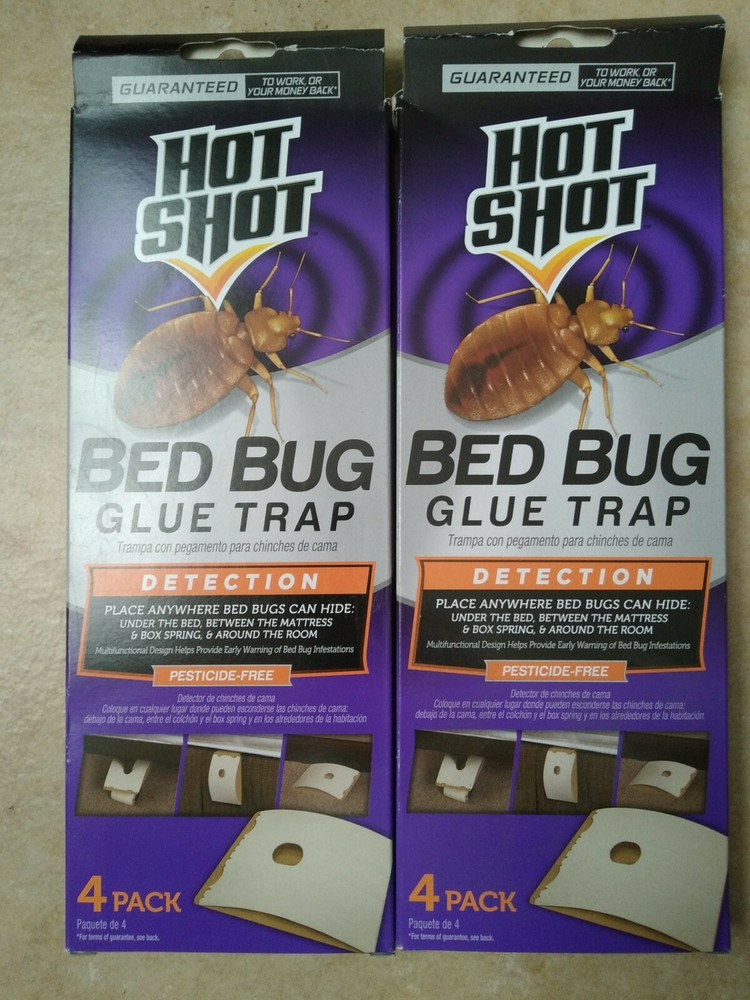 GUARANTEED TO WORK, OR
YOUR MONEY BACK*
HOT
SHOT™
BED BUG
GLUE TRAP
Trampa con pegamento para chinches de cama
DETECTION
PLACE ANYWHERE BED BUGS CAN HIDE:
UNDER THE BED, BETWEEN THE MATTRESS
& BOX SPRING, & AROUND THE ROOM
Multifunctional Design Helps Provide Early Warning of Bed Bug Infestations
PESTICIDE-FREE
Detector de chinches de cama
Coloque en cualquier lugar donde pueden esconderse las chinches de cama:
debajo de la cama, entre el colchón y el box spring y en los alrededores de la habitación
4 PACK
Paquete de 4
*For terms of guarantee, see back.
GUARANTEED TO WORK, OR
YOUR MONEY BACK*
HOT
SHOT™
BED BUG
GLUE TRAP
Trampa con pegamento para chinches de cama
DETECTION
PLACE ANYWHERE BED BUGS CAN HIDE:
UNDER THE BED, BETWEEN THE MATTRESS
& BOX SPRING, & AROUND THE ROOM
Multifunctional Design Helps Provide Early Warning of Bed Bug Infestations
PESTICIDE-FREE
Detector de chinches de cama
Coloque en cualquier lugar donde pueden esconderse las chinches de cama:
debajo de la cama, entre el colchón y el box spring y en los alrededores de la habitación
4 PACK
Paquete de 4
*For terms of guarantee, see back.